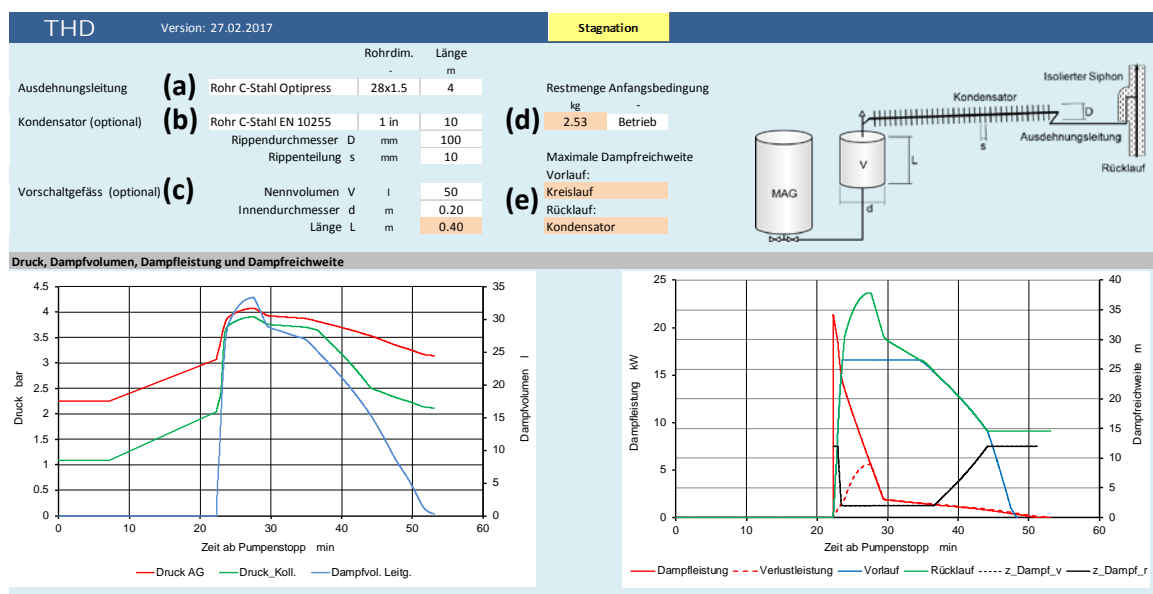 THD Version: 27.02.2017 Stagnation
Rohrdim. Länge
- m
Ausdehnungsleitung (a) Rohr C-Stahl Optipress 28x1.5 4
Kondensator (optional) (b) Rohr C-Stahl EN 10255 1 in 10
Rippendurchmesser D mm 100
Rippenteilung s mm 10
Vorschaltgefäss (optional) (c) Nennvolumen V l 50
Innendurchmesser d m 0.20
Länge L m 0.40
Restmenge Anfangsbedingung
kg -
(d) 2.53 Betrieb
Maximale Dampfreichweite
Vorlauf:
(e) Kreislauf
Rücklauf:
Kondensator
Isolierter Siphon
Kondensator
D
s
Ausdehnungsleitung
Rücklauf
V
L
d
MAG
Druck, Dampfvolumen, Dampfleistung und Dampfreichweite
4.5
4
3.5
3
2.5
2
1.5
1
0.5
0
Druck bar
35
30
25
20
15
10
5
0
Dampfvolumen l
0 10 20 30 40 50 60
Zeit ab Pumpenstopp min
Druck AG Druck_Koll. Dampfvol. Leitg.
25
20
15
10
5
0
Dampfleistung kW
40
35
30
25
20
15
10
5
0
Dampfreichweite m
0 10 20 30 40 50 60
Zeit ab Pumpenstopp min
Dampfleistung Verlustleistung Vorlauf Rücklauf z_Dampf_v z_Dampf_r